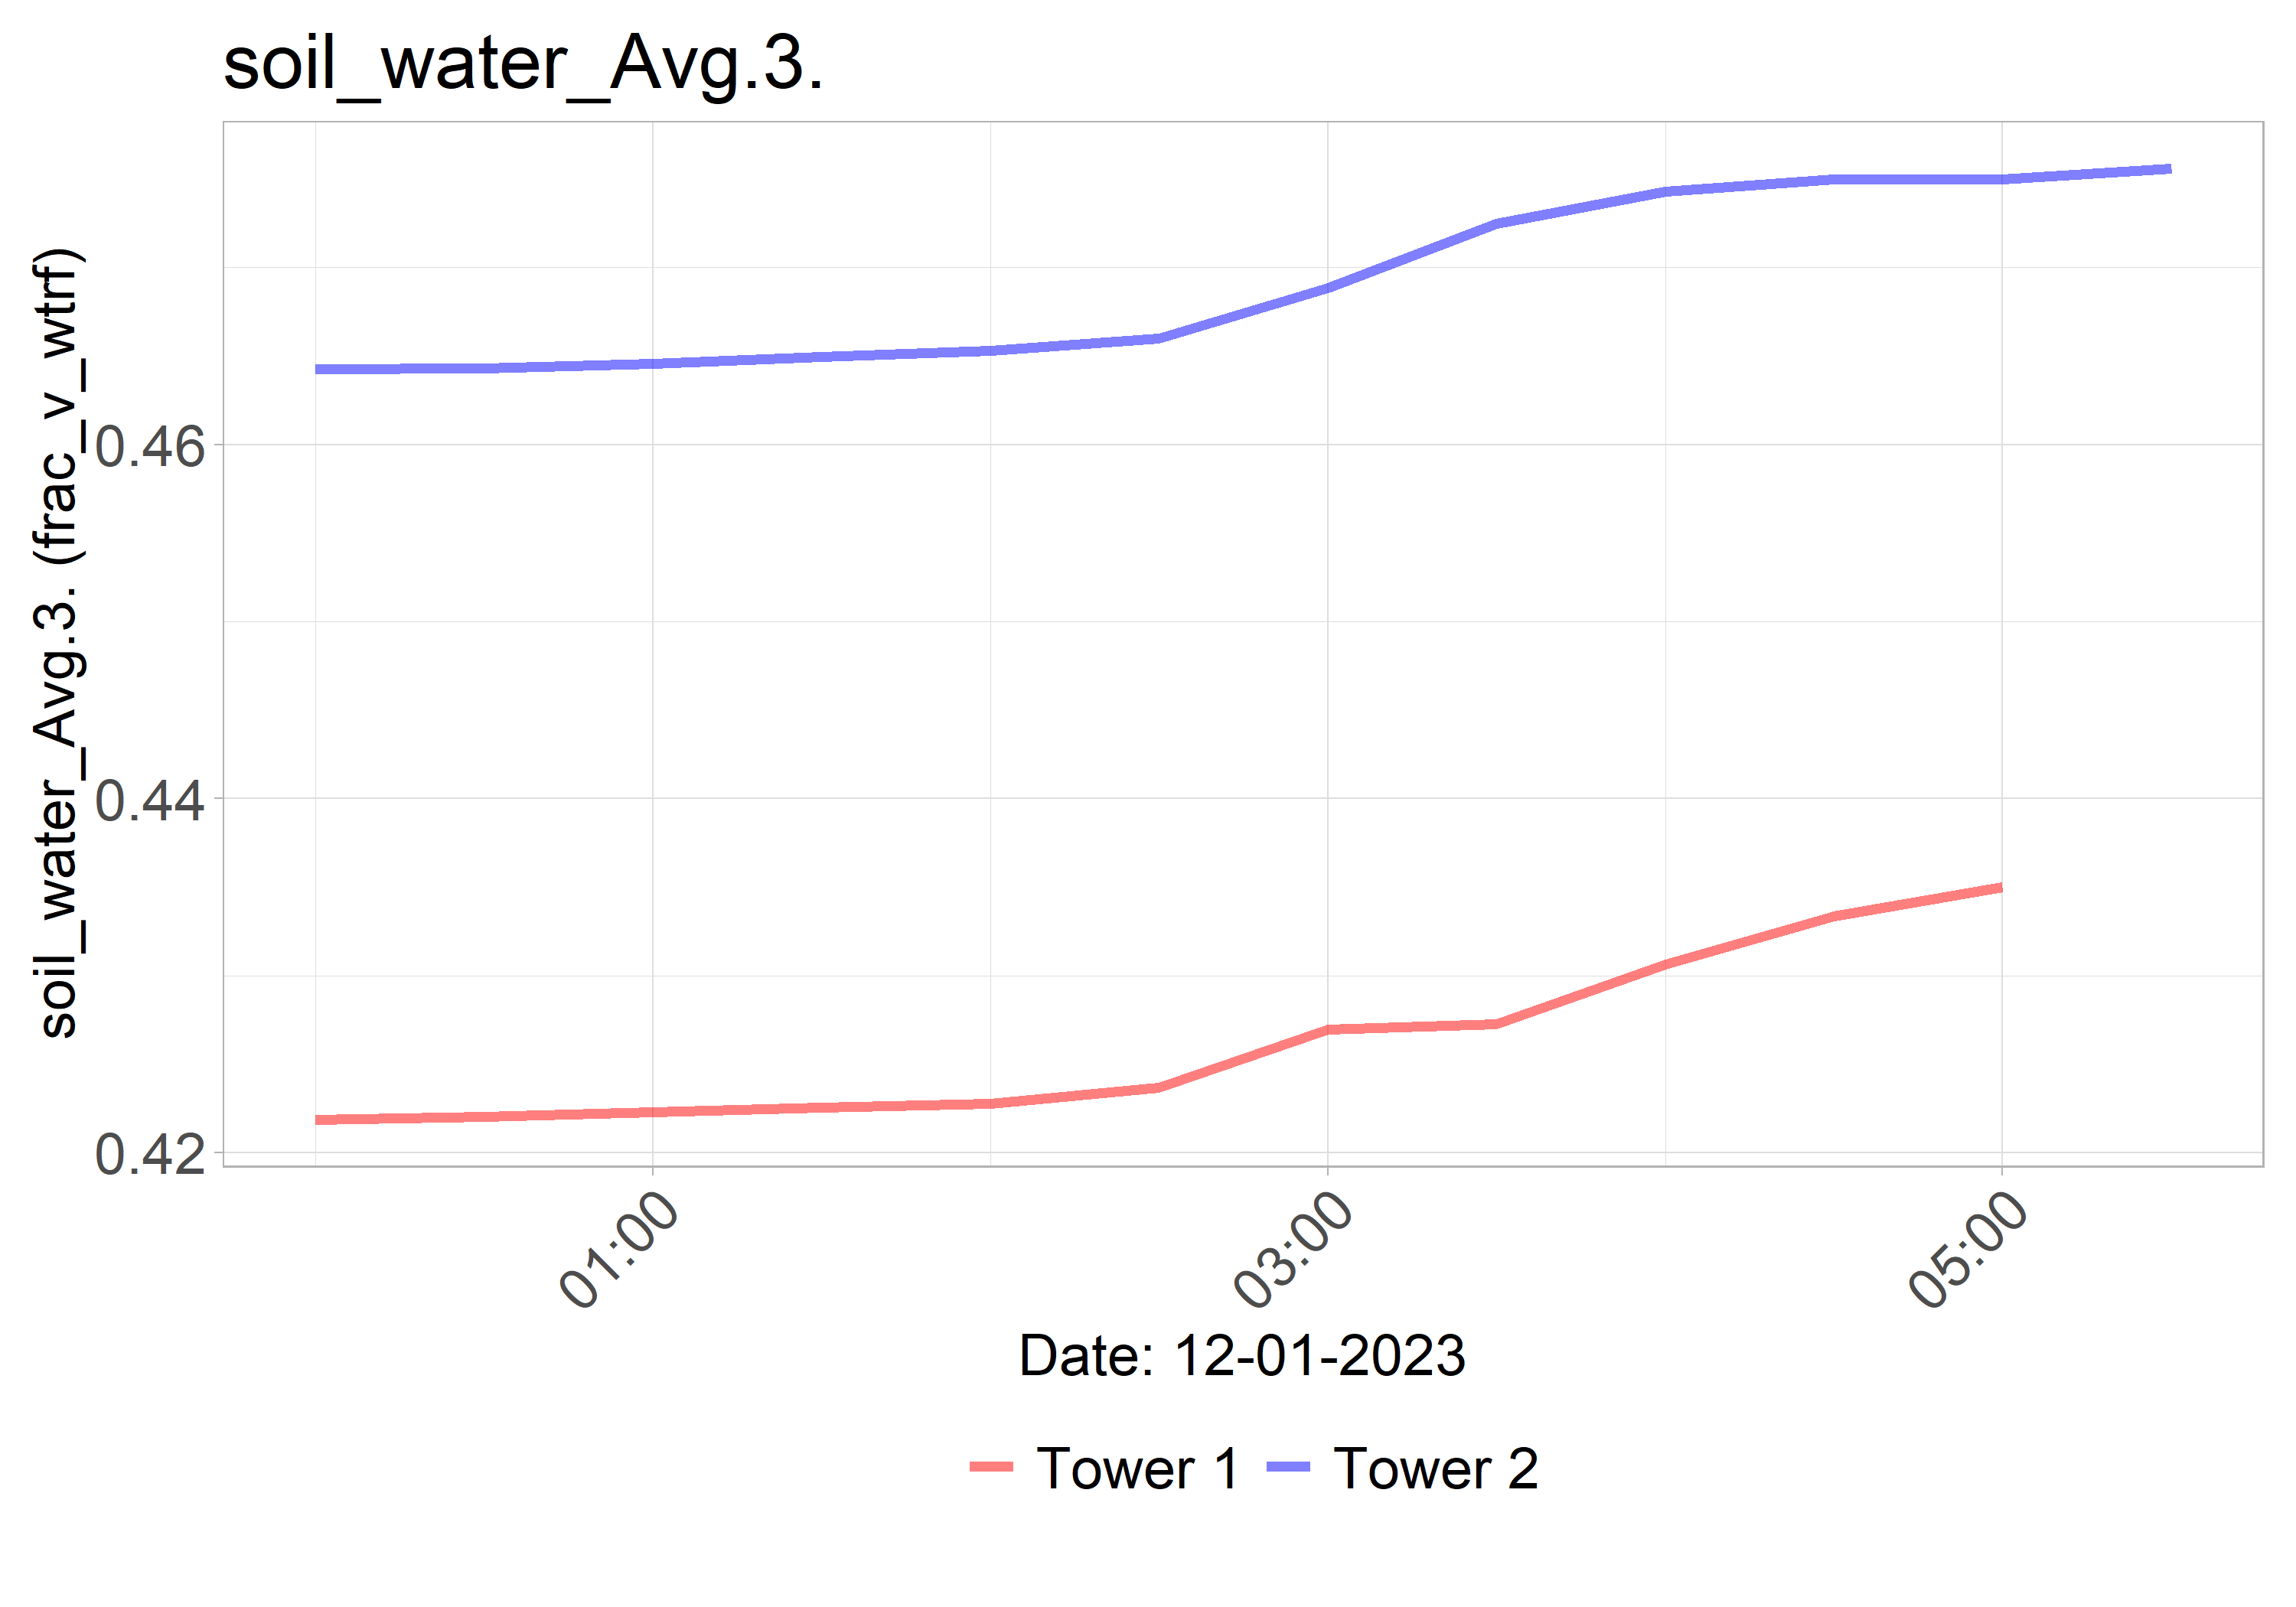 soil_water_Avg.3.
soil_water_Avg.3. (frac_v_wtrf)
0.46
0.44
0.42
01:00
03:00
05:00
Date: 12-01-2023
Tower 1
Tower 2